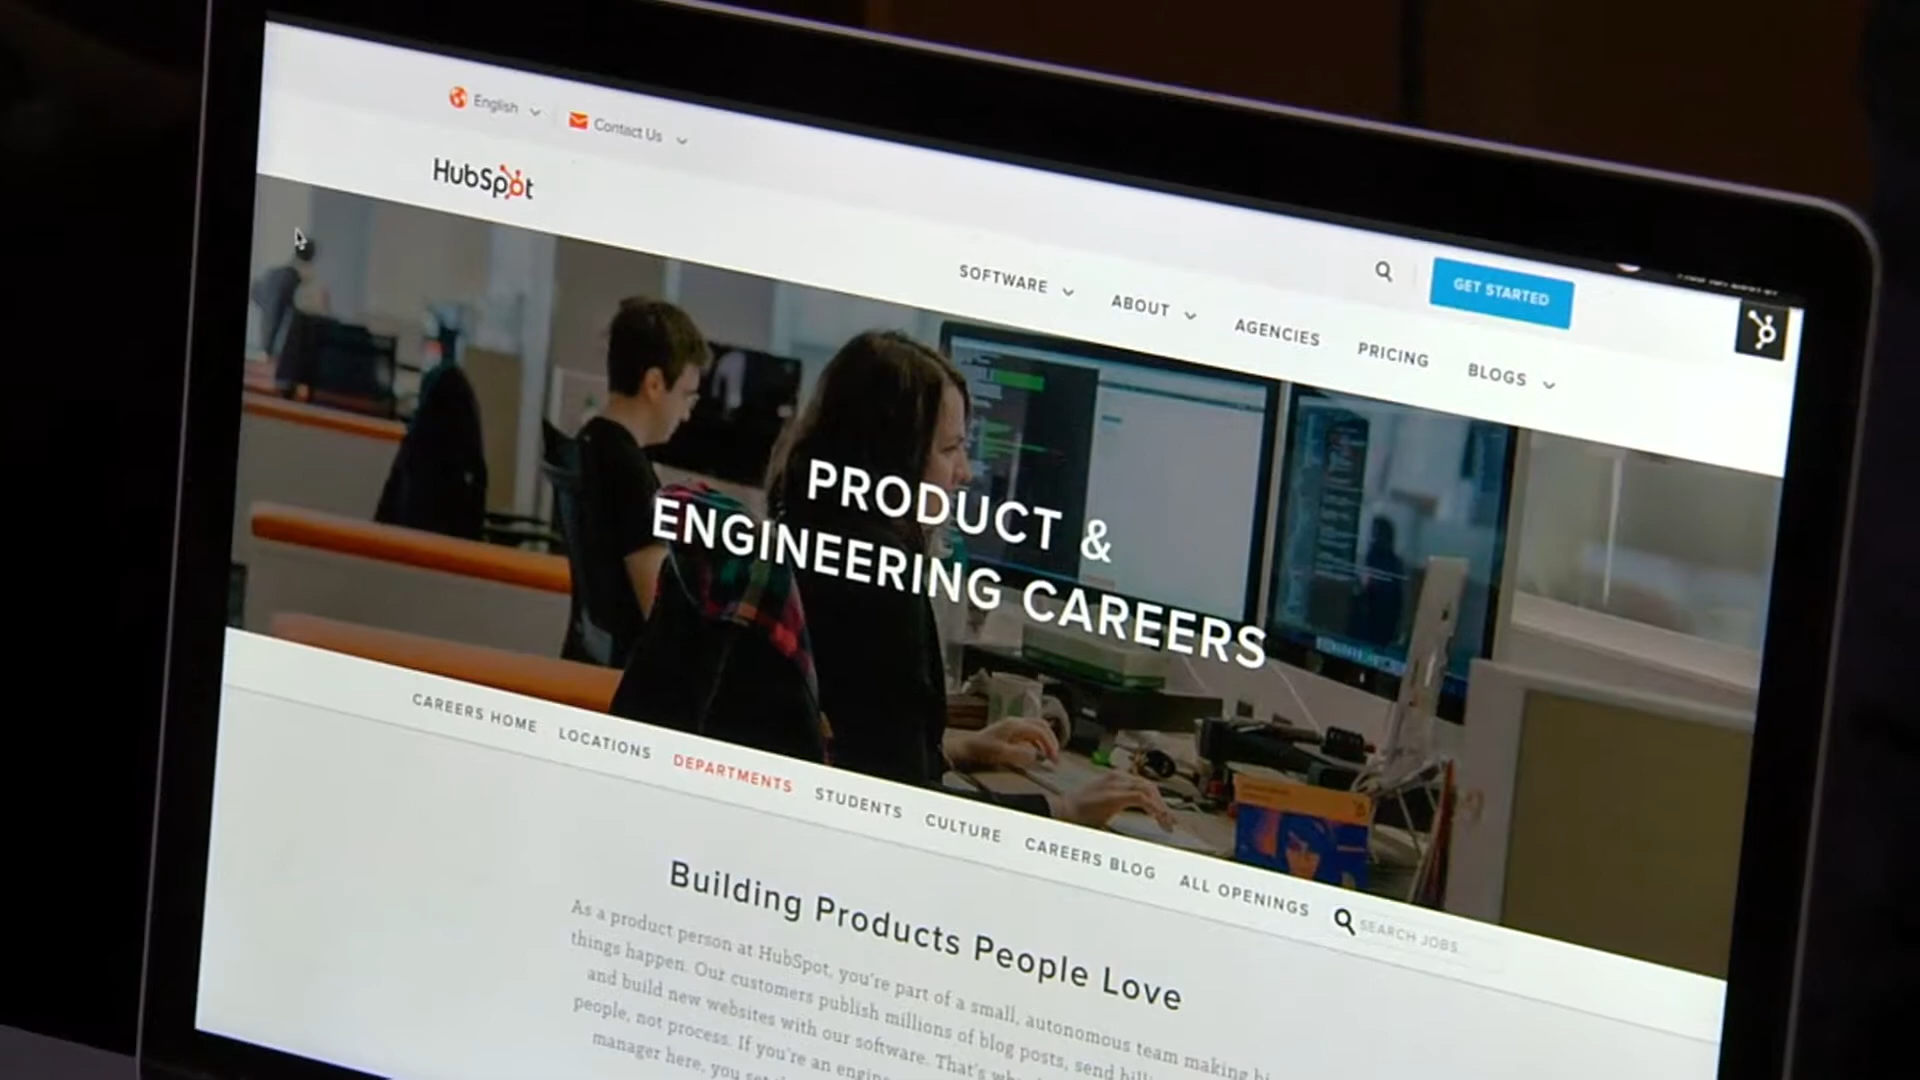 English
Contact Us
HubSpot
SOFTWARE
ABOUT
AGENCIES
PRICING
BLOGS
GET STARTED
PRODUCT &
ENGINEERING CAREERS
CAREERS HOME
LOCATIONS
DEPARTMENTS
STUDENTS
CULTURE
CAREERS BLOG
ALL OPENINGS
SEARCH JOBS
Building Products People Love
As a product person at HubSpot, you're part of a small, autonomous team making
things happen. Our customers publish millions of blog posts, send
and build new websites with our software. That's
people, not process. If you're an
manager here, you